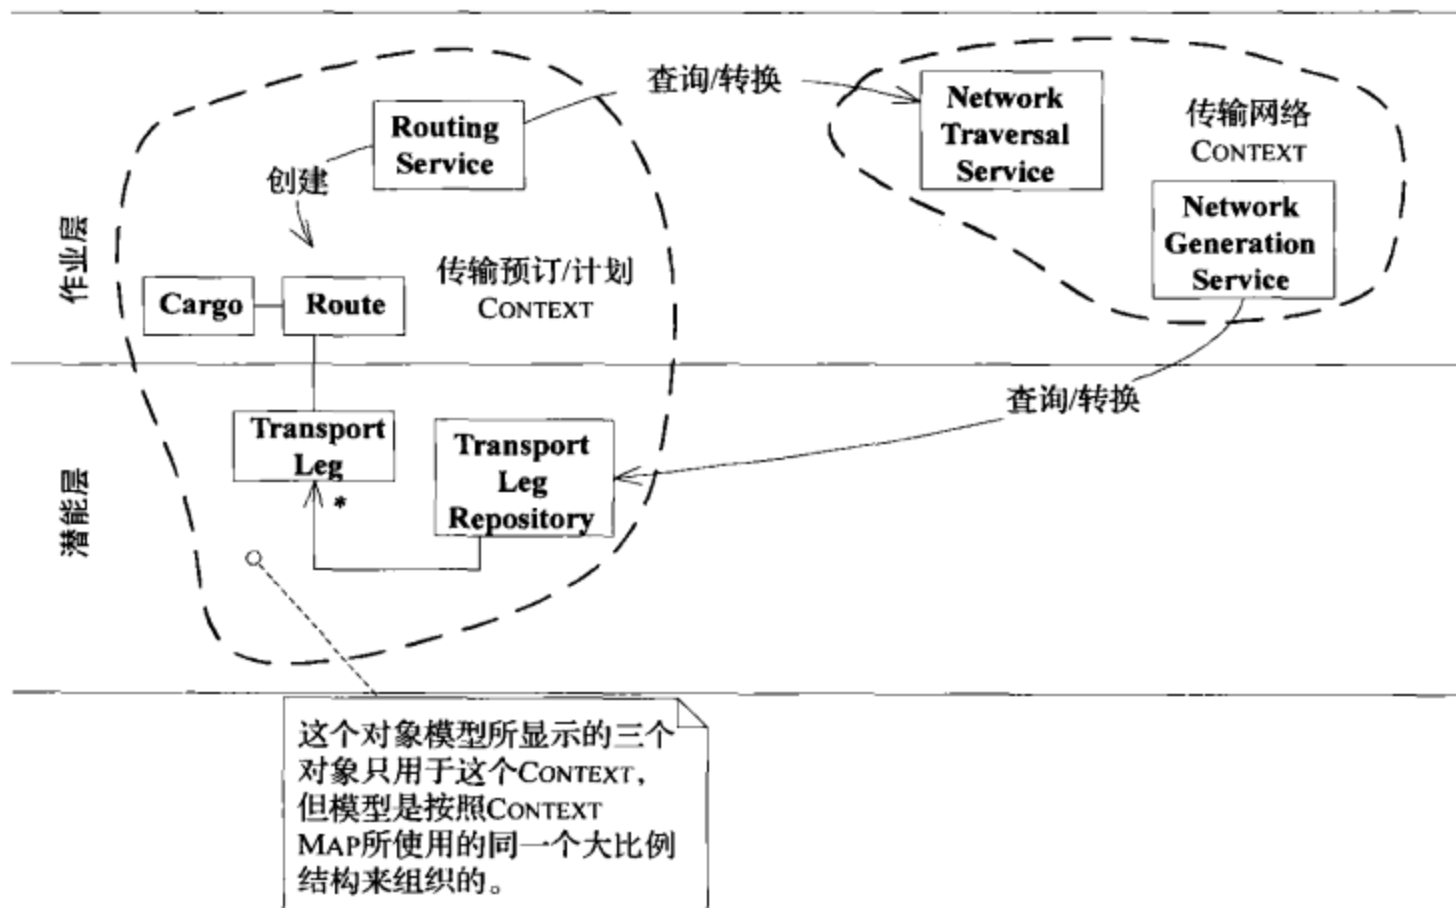 查询/转换
Network
Traversal
Service
传输网络
CONTEXT
Routing
Service
创建
Network
Generation
Service
作业层
传输预订/计划
CONTEXT
Cargo
Route
查询/转换
Transport
Leg
*
Transport
Leg
Repository
潜能层
这个对象模型所显示的三个
对象只用于这个CONTEXT，
但模型是按照CONTEXT
MAP所使用的同一个大比例
结构来组织的。